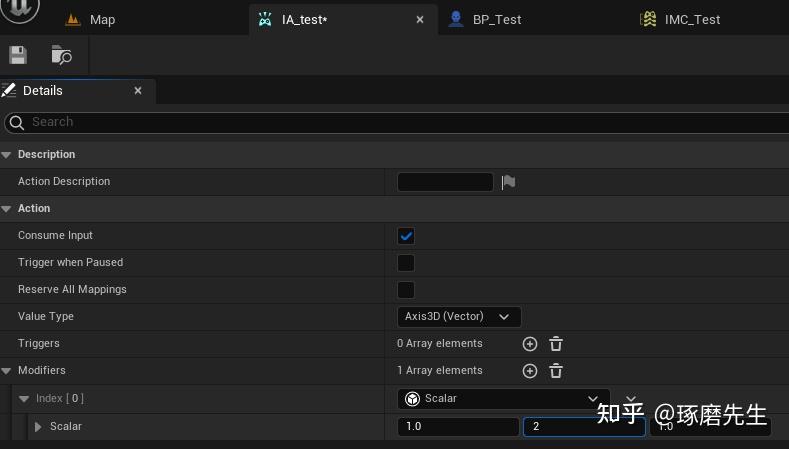 Map
IA_test*
BP_Test
IMC_Test
Details
Search
Description
Action Description
Action
Consume Input
Trigger when Paused
Reserve All Mappings
Value Type Axis3D (Vector)
Triggers 0 Array elements
Modifiers 1 Array elements
Index [ 0 ] Scalar
Scalar 1.0 2 1.0
知乎 @琢磨先生